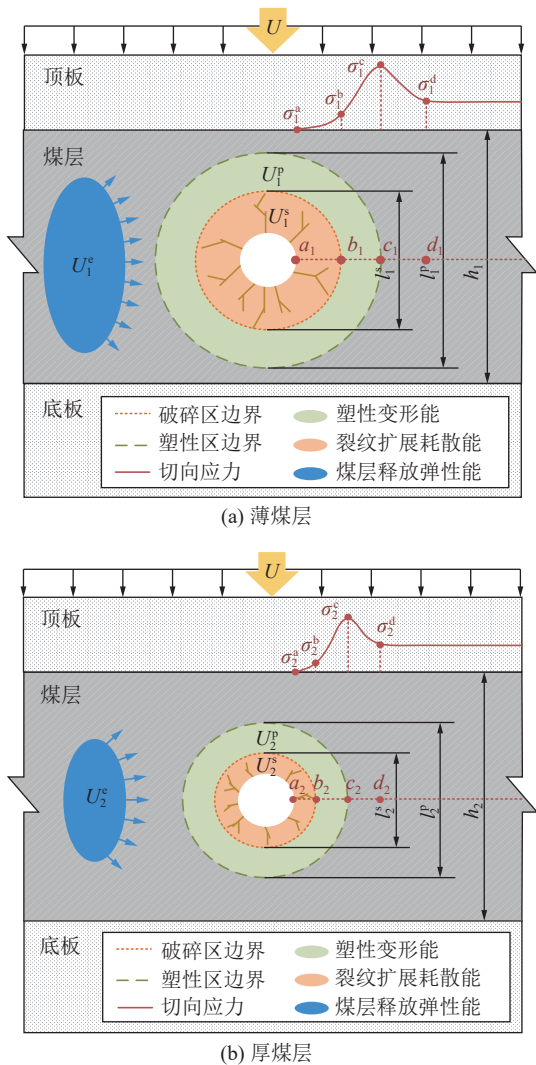 U
顶板
σ₁ᵃ
σ₁ᵇ
σ₁ᶜ
σ₁ᵈ
煤层
U₁ᵖ
U₁ˢ
U₁ᵉ
a₁
b₁
c₁
d₁
l₁ˢ
l₁ᵖ
h₁
底板
破碎区边界
塑性变形能
塑性区边界
裂纹扩展耗散能
切向应力
煤层释放弹性能
(a) 薄煤层
U
顶板
σ₂ᵃ
σ₂ᵇ
σ₂ᶜ
σ₂ᵈ
煤层
U₂ᵖ
U₂ˢ
U₂ᵉ
a₂
b₂
c₂
d₂
l₂ˢ
l₂ᵖ
h₂
底板
破碎区边界
塑性变形能
塑性区边界
裂纹扩展耗散能
切向应力
煤层释放弹性能
(b) 厚煤层